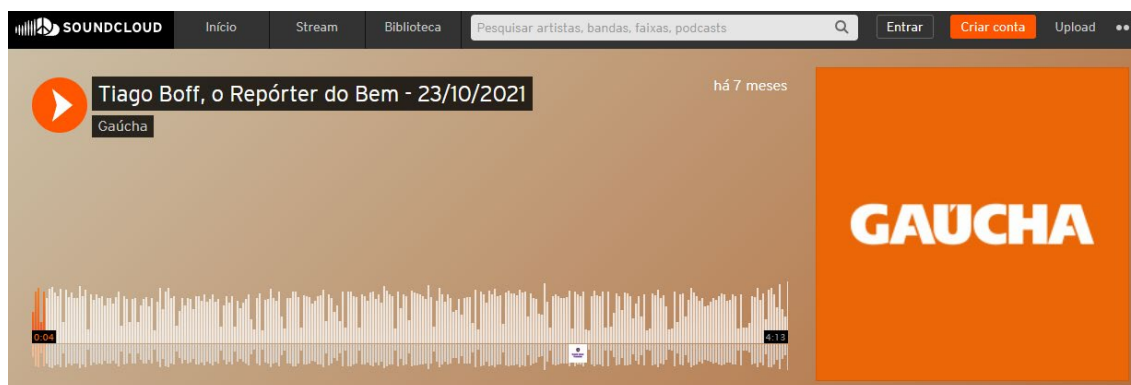 SOUNDCLOUD Início Stream Biblioteca Pesquisar artistas, bandas, faixas, podcasts Entrar Criar conta Upload
Tiago Boff, o Repórter do Bem - 23/10/2021
há 7 meses
Gaúcha
GAÚCHA
0:04
4:13